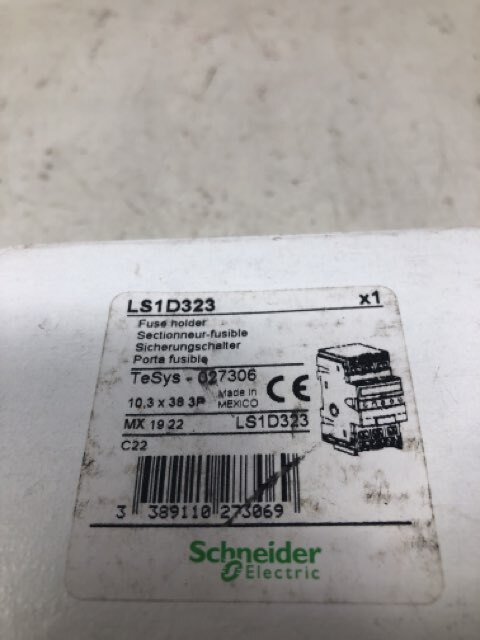 LS1D323 x1
Fuse holder
Sectionneur-fusible
Sicherungschalter
Porta fusible
TeSys - 027306
10,3 x 38 3P Made in MEXICO CE
MX 19 22 LS1D323
C22
3 389110 273069
Schneider
Electric